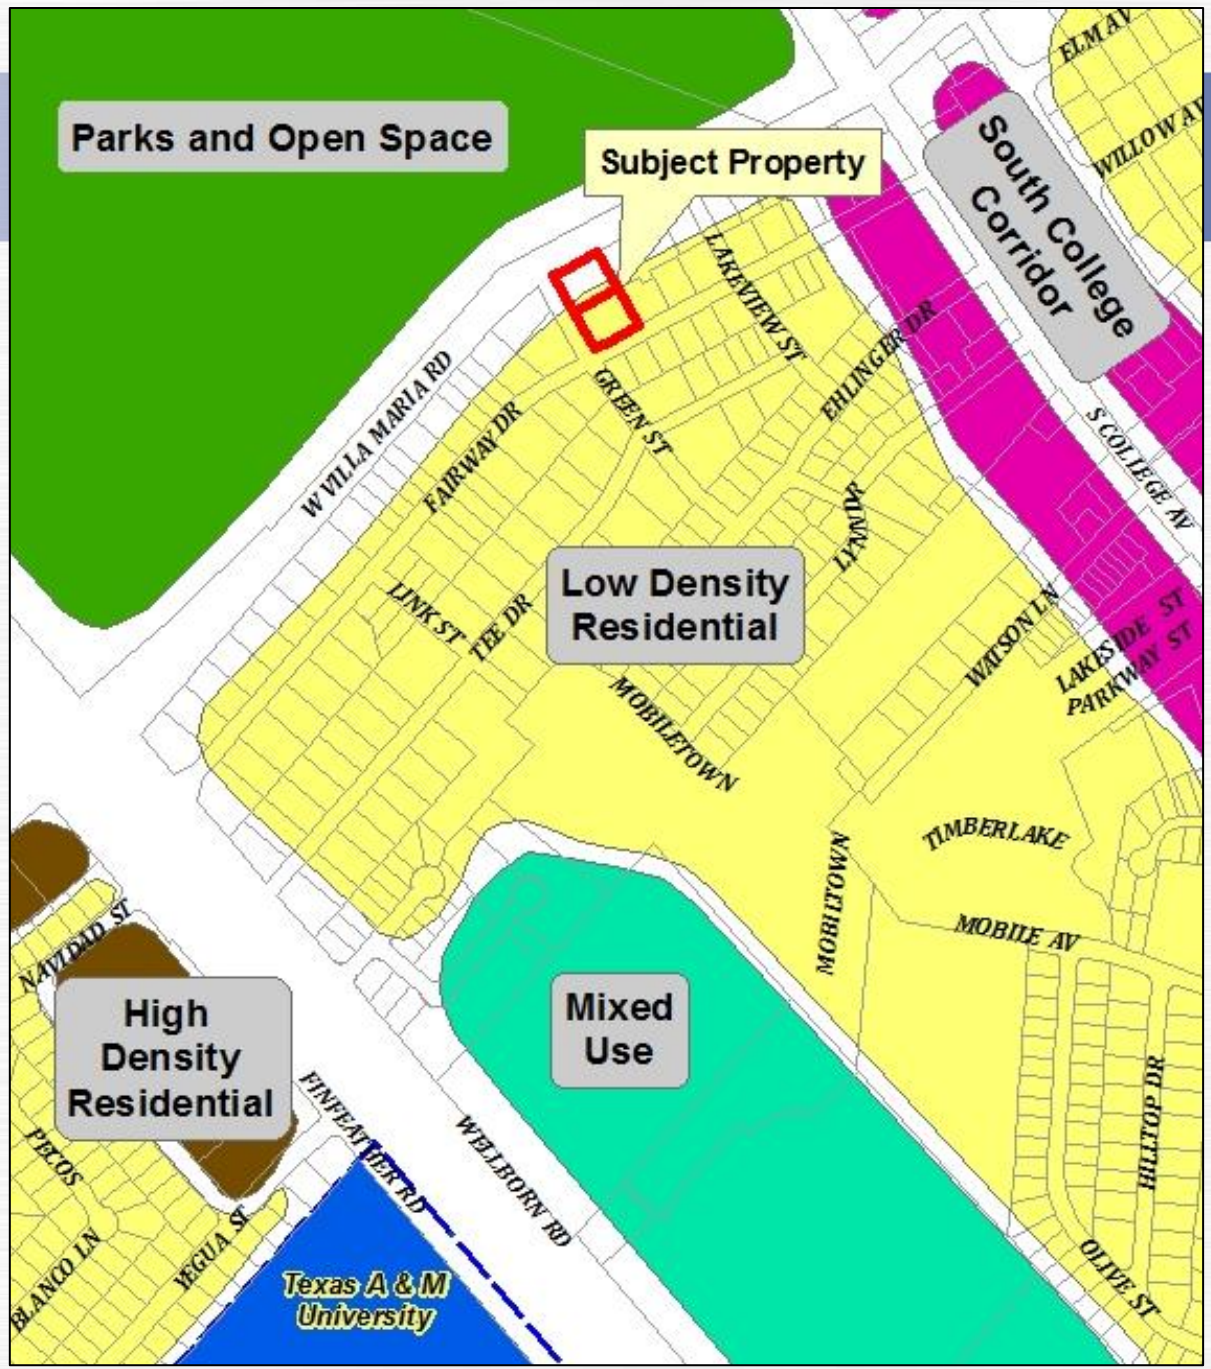 ELM AV
Parks and Open Space
Subject Property
South College
Corridor
WILLOW AV
LAKEVIEW ST
EHLINGER DR
W VILLA MARIA RD
FAIRWAY DR
GREEN ST
S COLLEGE AV
LYNN DR
Low Density
Residential
LINK ST
TEE DR
WATSON LN
LAKESIDE ST
PARKWAY ST
MOBILETOWN
TIMBERLAKE
MOBILTOWN
MOBILE AV
NAVIDAD ST
High
Density
Residential
Mixed
Use
FINFEATHER RD
WELLBORN RD
HILLTOP DR
PECOS
YEGUA ST
BLANCO LN
OLIVE ST
Texas A & M
University